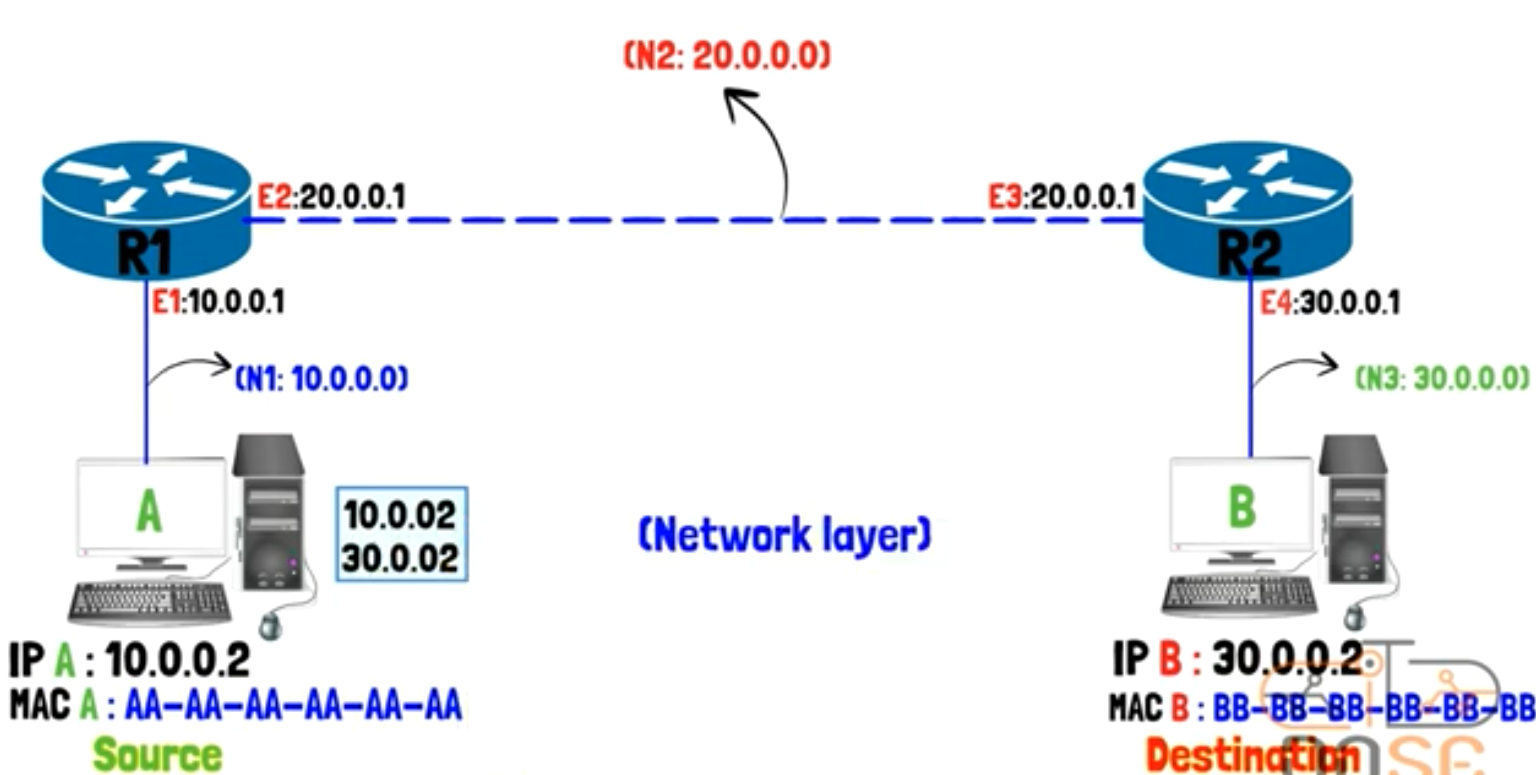 (N2: 20.0.0.0)
E2:20.0.0.1
E3:20.0.0.1
R1
R2
E1:10.0.0.1
E4:30.0.0.1
(N1: 10.0.0.0)
(N3: 30.0.0.0)
A
10.0.02
30.0.02
(Network layer)
B
IP A : 10.0.0.2
MAC A : AA-AA-AA-AA-AA-AA
Source
IP B : 30.0.0.2
MAC B : BB-BB-BB-BB-BB-BB
Destination